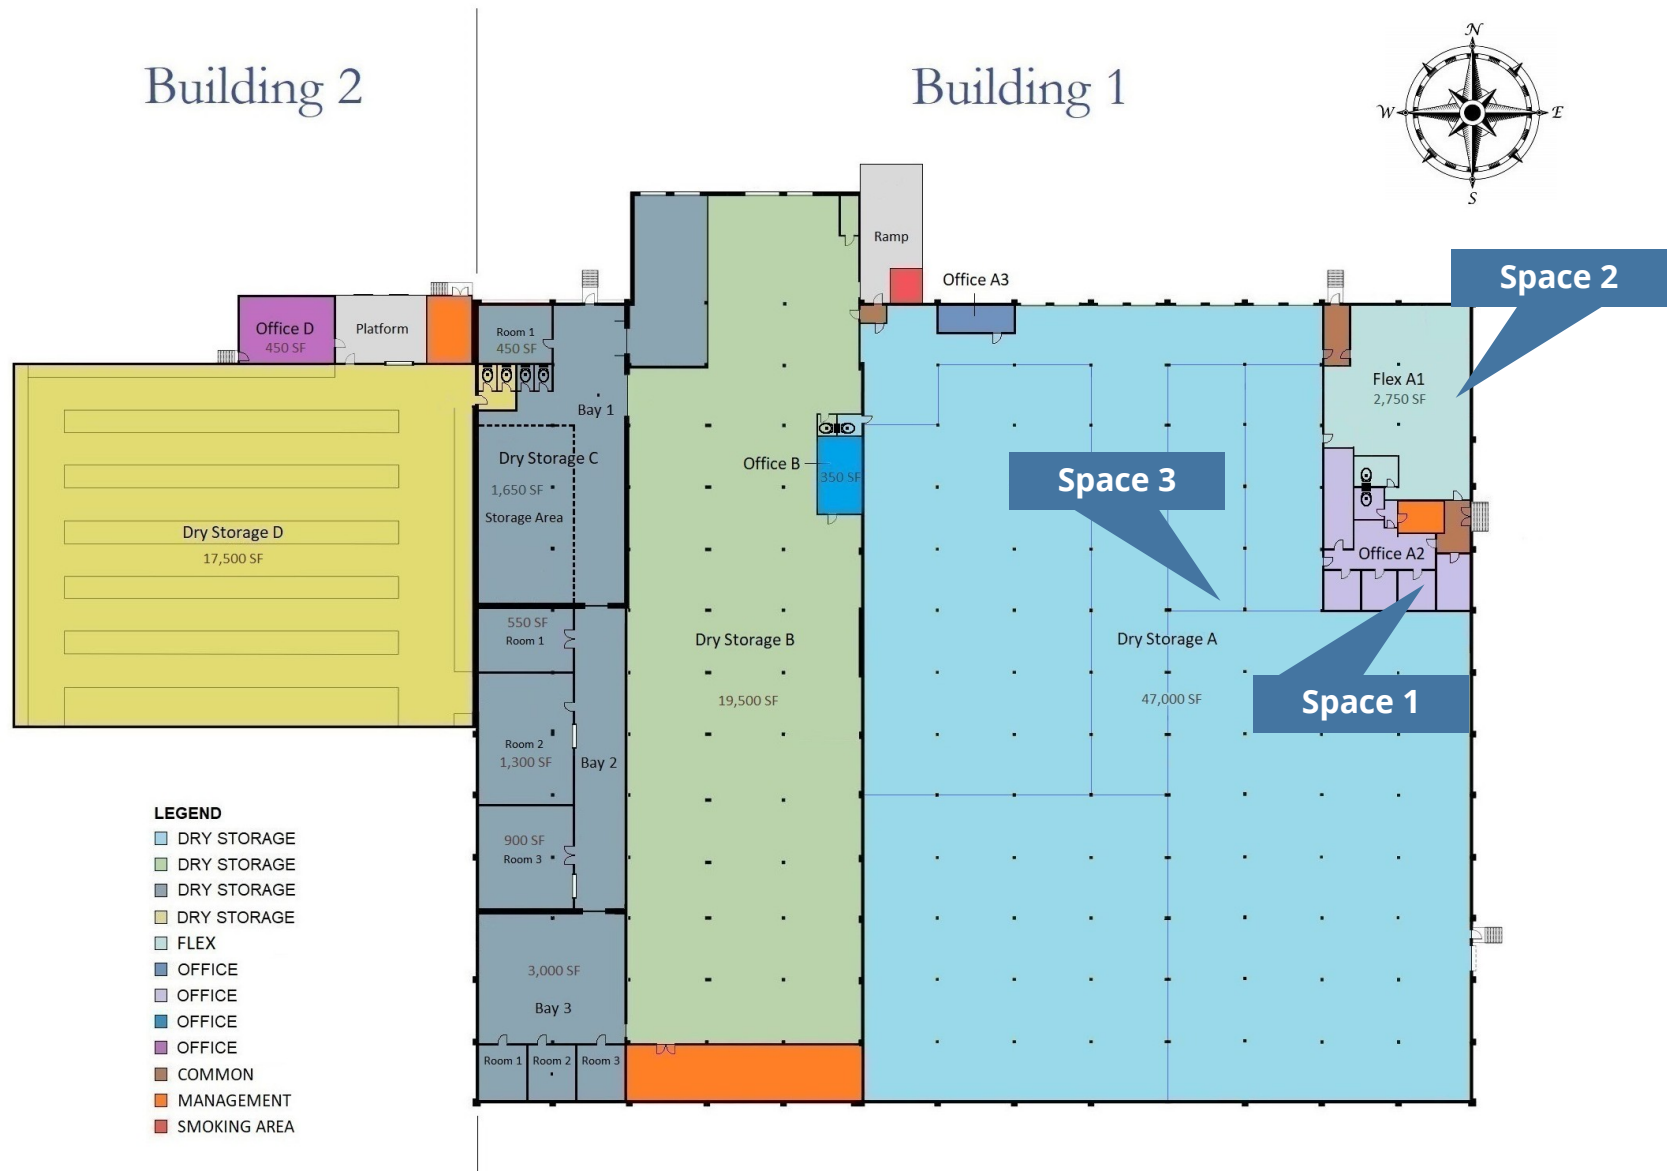 Building 2
Building 1
N
W
E
S
Space 2
Ramp
Office A3
Office D
450 SF
Platform
Room 1
450 SF
Flex A1
2,750 SF
Bay 1
Dry Storage C
1,650 SF
Storage Area
Office B
350 SF
Space 3
Dry Storage D
17,500 SF
Office A2
550 SF
Room 1
Dry Storage B
19,500 SF
Dry Storage A
47,000 SF
Space 1
Room 2
1,300 SF
Bay 2
900 SF
Room 3
3,000 SF
Bay 3
Room 1
Room 2
Room 3
LEGEND
DRY STORAGE
DRY STORAGE
DRY STORAGE
DRY STORAGE
FLEX
OFFICE
OFFICE
OFFICE
OFFICE
COMMON
MANAGEMENT
SMOKING AREA